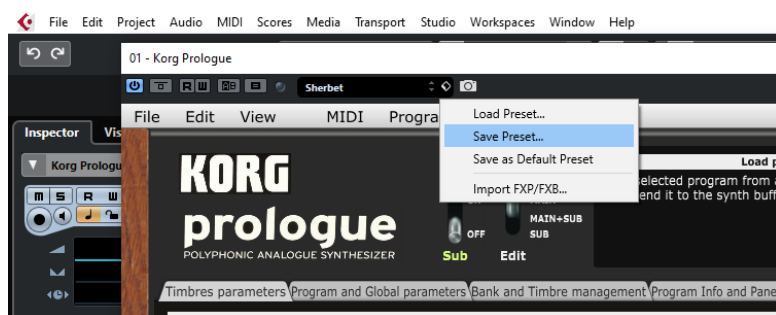 File Edit Project Audio MIDI Scores Media Transport Studio Workspaces Window Help
01 - Korg Prologue
Sherbet
File Edit View MIDI Progra
Load Preset...
Save Preset...
Save as Default Preset
Import FXP/FXB...
Inspector Vis
Korg Prologu
M S R W
KORG
prologue
POLYPHONIC ANALOGUE SYNTHESIZER
OFF
Sub
MAIN+SUB
SUB
Edit
Load p
selected program from a
end it to the synth buff
Timbres parameters Program and Global parameters Bank and Timbre management Program Info and Pane